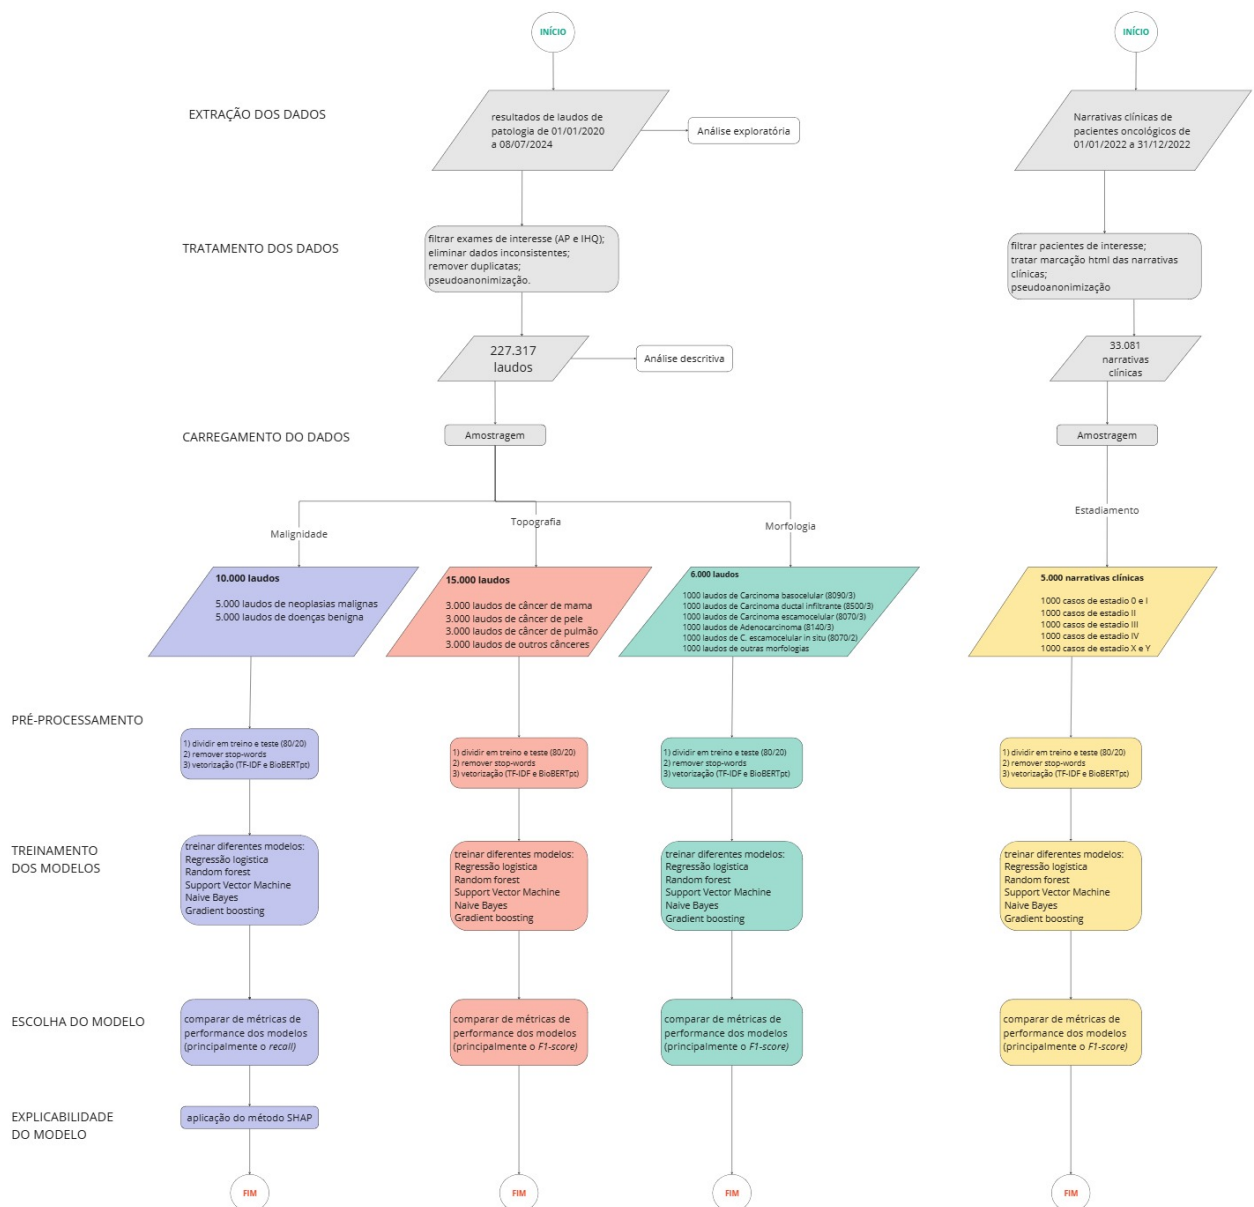 INÍCIO
INÍCIO
EXTRAÇÃO DOS DADOS
resultados de laudos de
patologia de 01/01/2020
a 08/07/2024
Análise exploratória
Narrativas clínicas de
pacientes oncológicos de
01/01/2022 a 31/12/2022
TRATAMENTO DOS DADOS
filtrar exames de interesse (AP e IHQ);
eliminar dados inconsistentes;
remover duplicatas;
pseudoanonimização.
filtrar pacientes de interesse;
tratar marcação html das narrativas
clínicas;
pseudoanonimização
227.317
laudos
Análise descritiva
33.081
narrativas
clínicas
CARREGAMENTO DO DADOS
Amostragem
Amostragem
Malignidade
Topografia
Morfologia
Estadiamento
10.000 laudos
5.000 laudos de neoplasias malignas
5.000 laudos de doenças benigna
15.000 laudos
3.000 laudos de câncer de mama
3.000 laudos de câncer de pele
3.000 laudos de câncer de pulmão
3.000 laudos de outros cânceres
6.000 laudos
1000 laudos de Carcinoma basocelular (8090/3)
1000 laudos de Carcinoma ductal infiltrante (8500/3)
1000 laudos de Carcinoma escamocelular (8070/3)
1000 laudos de Adenocarcinoma (8140/3)
1000 laudos de C. escamocelular in situ (8070/2)
1000 laudos de outras morfologias
5.000 narrativas clínicas
1000 casos de estadio 0 e I
1000 casos de estadio II
1000 casos de estadio III
1000 casos de estadio IV
1000 casos de estadio X e Y
PRÉ-PROCESSAMENTO
1) dividir em treino e teste (80/20)
2) remover stop-words
3) vetorização (TF-IDF e BioBERTpt)
1) dividir em treino e teste (80/20)
2) remover stop-words
3) vetorização (TF-IDF e BioBERTpt)
1) dividir em treino e teste (80/20)
2) remover stop-words
3) vetorização (TF-IDF e BioBERTpt)
1) dividir em treino e teste (80/20)
2) remover stop-words
3) vetorização (TF-IDF e BioBERTpt)
TREINAMENTO
DOS MODELOS
treinar diferentes modelos:
Regressão logistica
Random forest
Support Vector Machine
Naive Bayes
Gradient boosting
treinar diferentes modelos:
Regressão logistica
Random forest
Support Vector Machine
Naive Bayes
Gradient boosting
treinar diferentes modelos:
Regressão logistica
Random forest
Support Vector Machine
Naive Bayes
Gradient boosting
treinar diferentes modelos:
Regressão logistica
Random forest
Support Vector Machine
Naive Bayes
Gradient boosting
ESCOLHA DO MODELO
comparar de métricas de
performance dos modelos
(principalmente o recall)
comparar de métricas de
performance dos modelos
(principalmente o F1-score)
comparar de métricas de
performance dos modelos
(principalmente o F1-score)
comparar de métricas de
performance dos modelos
(principalmente o F1-score)
EXPLICABILIDADE
DO MODELO
aplicação do método SHAP
FIM
FIM
FIM
FIM